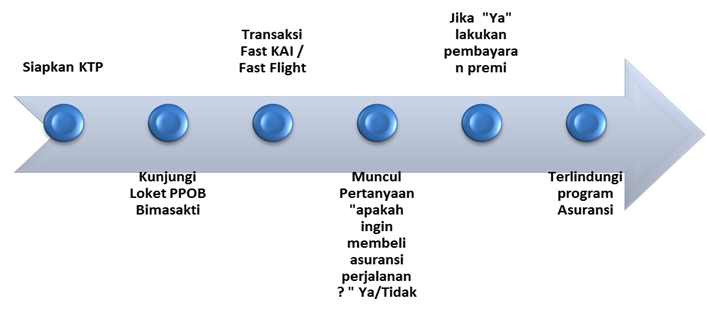 Siapkan KTP
Kunjungi
Loket PPOB
Bimasakti
Transaksi
Fast KAI /
Fast Flight
Muncul
Pertanyaan
"apakah
ingin
membeli
asuransi
perjalanan
? " Ya/Tidak
Jika "Ya"
lakukan
pembayara
n premi
Terlindungi
program
Asuransi